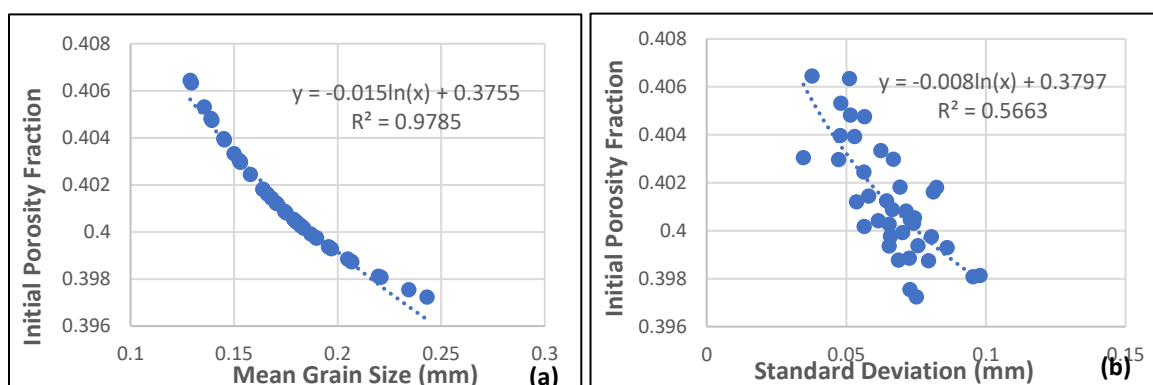 Initial Porosity Fraction
0.408
0.406
0.404
0.402
0.4
0.398
0.396
y = -0.015ln(x) + 0.3755
R² = 0.9785
0.1
0.15
0.2
0.25
0.3
Mean Grain Size (mm)
(a)
Initial Porosity Fraction
0.408
0.406
0.404
0.402
0.4
0.398
0.396
y = -0.008ln(x) + 0.3797
R² = 0.5663
0
0.05
0.1
0.15
Standard Deviation (mm)
(b)